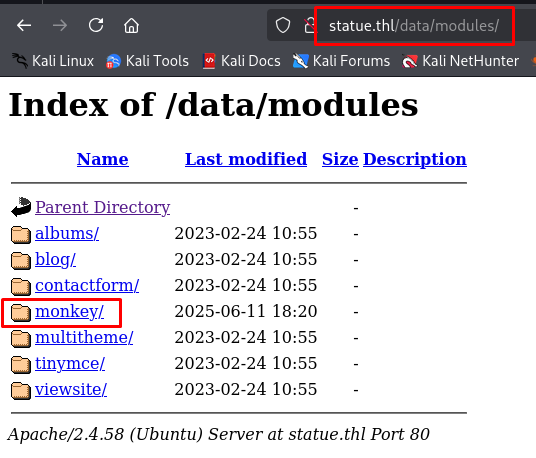 statue.thl/data/modules/
Kali Linux Kali Tools Kali Docs Kali Forums Kali NetHunter
Index of /data/modules
Name Last modified Size Description
Parent Directory -
albums/ 2023-02-24 10:55 -
blog/ 2023-02-24 10:55 -
contactform/ 2023-02-24 10:55 -
monkey/ 2025-06-11 18:20 -
multitheme/ 2023-02-24 10:55 -
tinymce/ 2023-02-24 10:55 -
viewsite/ 2023-02-24 10:55 -
Apache/2.4.58 (Ubuntu) Server at statue.thl Port 80